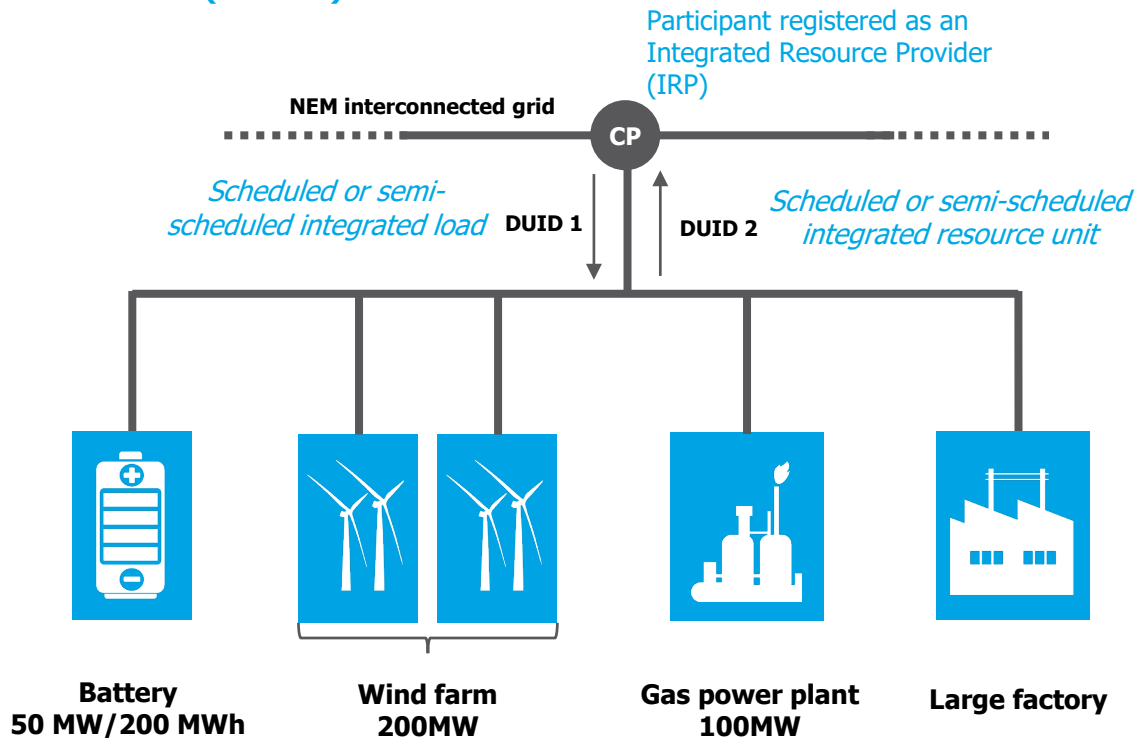 Participant registered as an
Integrated Resource Provider
(IRP)
NEM interconnected grid
CP
Scheduled or semi-
scheduled integrated load
DUID 1
DUID 2
Scheduled or semi-scheduled
integrated resource unit
Battery
50 MW/200 MWh
Wind farm
200MW
Gas power plant
100MW
Large factory